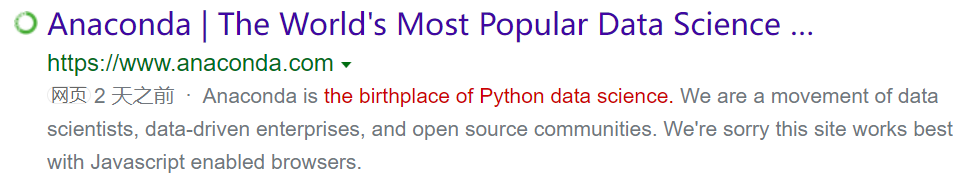 Anaconda | The World's Most Popular Data Science ...
https://www.anaconda.com
网页 2 天之前 · Anaconda is the birthplace of Python data science. We are a movement of data
scientists, data-driven enterprises, and open source communities. We're sorry this site works best
with Javascript enabled browsers.